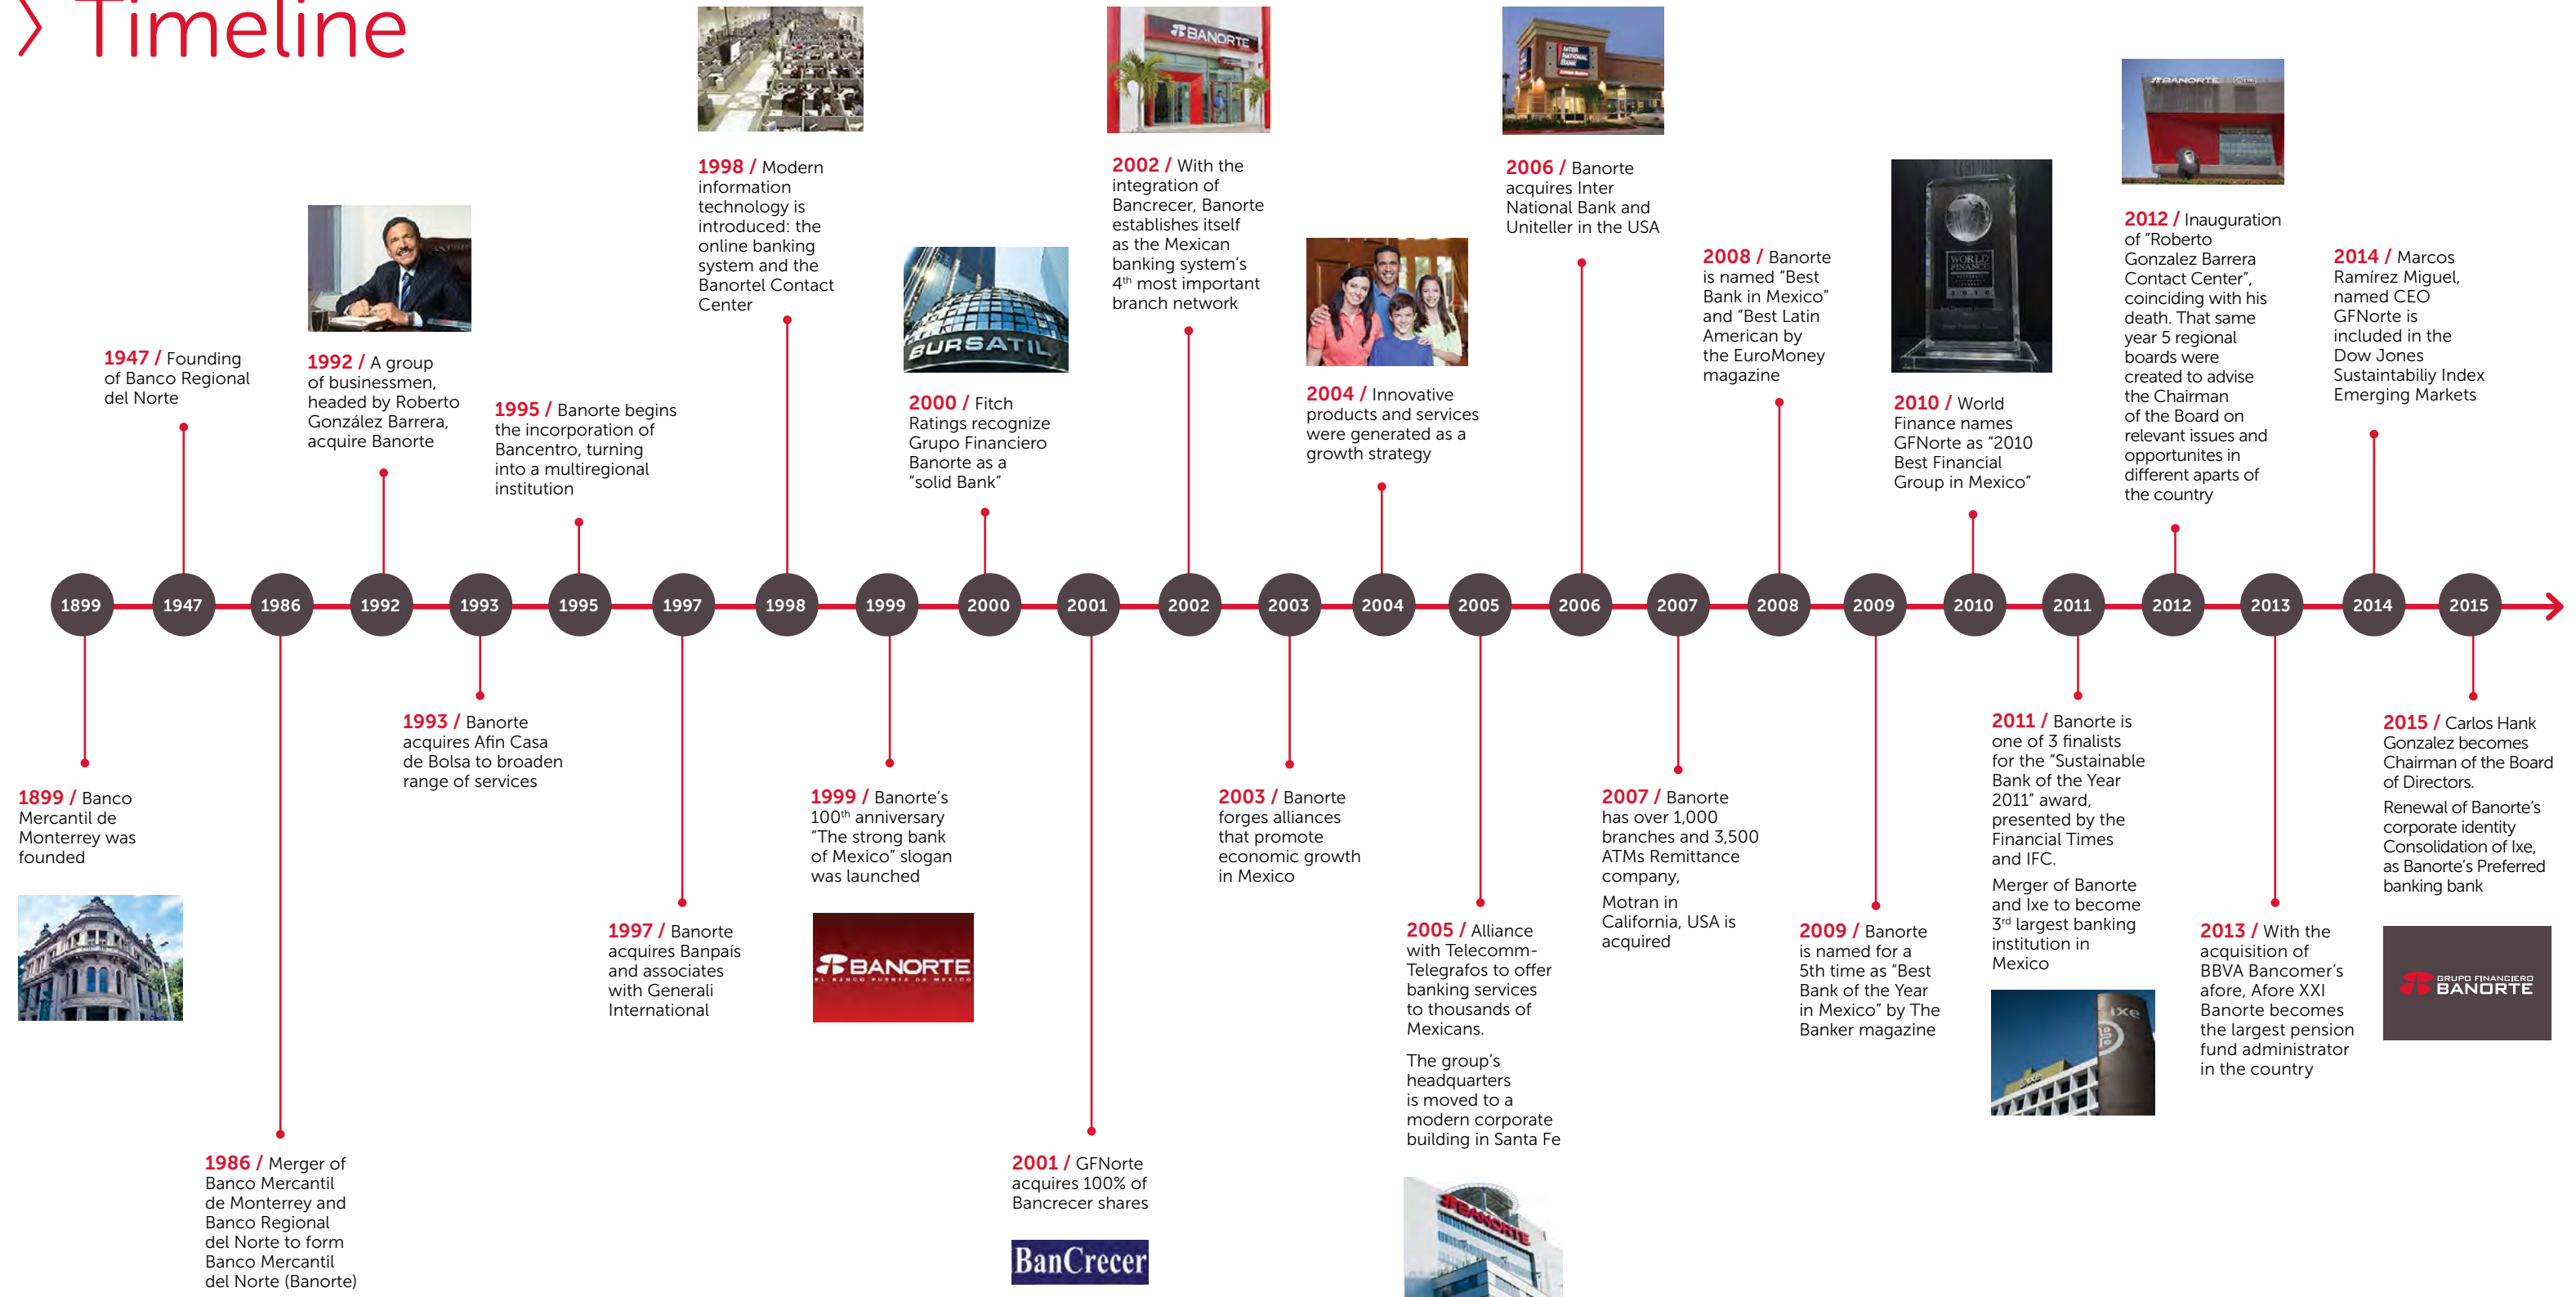 Timeline
1947 / Founding
of Banco Regional
del Norte
1992 / A group
of businessmen,
headed by Roberto
González Barrera,
acquire Banorte
1995 / Banorte begins
the incorporation of
Bancentro, turning
into a multiregional
institution
1998 / Modern
information
technology is
introduced: the
online banking
system and the
Banortel Contact
Center
BURSATIL
2000 / Fitch
Ratings recognize
Grupo Financiero
Banorte as a
“solid Bank”
BANORTE
2002 / With the
integration of
Bancrecer, Banorte
establishes itself
as the Mexican
banking system’s
4th most important
branch network
2004 / Innovative
products and services
were generated as a
growth strategy
INTER
NATIONAL
BANK
2006 / Banorte
acquires Inter
National Bank and
Uniteller in the USA
2008 / Banorte
is named “Best
Bank in Mexico”
and “Best Latin
American by
the EuroMoney
magazine
WORLD
FINANCE
2010
2010 / World
Finance names
GFNorte as “2010
Best Financial
Group in Mexico”
BANORTE
2012 / Inauguration
of “Roberto
Gonzalez Barrera
Contact Center”,
coinciding with his
death. That same
year 5 regional
boards were
created to advise
the Chairman
of the Board on
relevant issues and
opportunites in
different aparts of
the country
2014 / Marcos
Ramírez Miguel,
named CEO
GFNorte is
included in the
Dow Jones
Sustaintabiliy Index
Emerging Markets
1899 1947 1986 1992 1993 1995 1997 1998 1999 2000 2001 2002 2003 2004 2005 2006 2007 2008 2009 2010 2011 2012 2013 2014 2015
1899 / Banco
Mercantil de
Monterrey was
founded
1986 / Merger of
Banco Mercantil
de Monterrey and
Banco Regional
del Norte to form
Banco Mercantil
del Norte (Banorte)
1993 / Banorte
acquires Afin Casa
de Bolsa to broaden
range of services
1997 / Banorte
acquires Banpaís
and associates
with Generali
International
1999 / Banorte’s
100th anniversary
“The strong bank
of Mexico” slogan
was launched
BANORTE
EL BANCO FUERTE DE MEXICO
2001 / GFNorte
acquires 100% of
Bancrecer shares
BanCrecer
2003 / Banorte
forges alliances
that promote
economic growth
in Mexico
2005 / Alliance
with Telecomm-
Telegrafos to offer
banking services
to thousands of
Mexicans.
The group’s
headquarters
is moved to a
modern corporate
building in Santa Fe
BANORTE
2007 / Banorte
has over 1,000
branches and 3,500
ATMs Remittance
company,
Motran in
California, USA is
acquired
2009 / Banorte
is named for a
5th time as “Best
Bank of the Year
in Mexico” by The
Banker magazine
2011 / Banorte is
one of 3 finalists
for the “Sustainable
Bank of the Year
2011” award,
presented by the
Financial Times
and IFC.
Merger of Banorte
and Ixe to become
3rd largest banking
institution in
Mexico
ixe
2013 / With the
acquisition of
BBVA Bancomer’s
afore, Afore XXI
Banorte becomes
the largest pension
fund administrator
in the country
2015 / Carlos Hank
Gonzalez becomes
Chairman of the Board
of Directors.
Renewal of Banorte’s
corporate identity
Consolidation of Ixe,
as Banorte’s Preferred
banking bank
GRUPO FINANCIERO
BANORTE